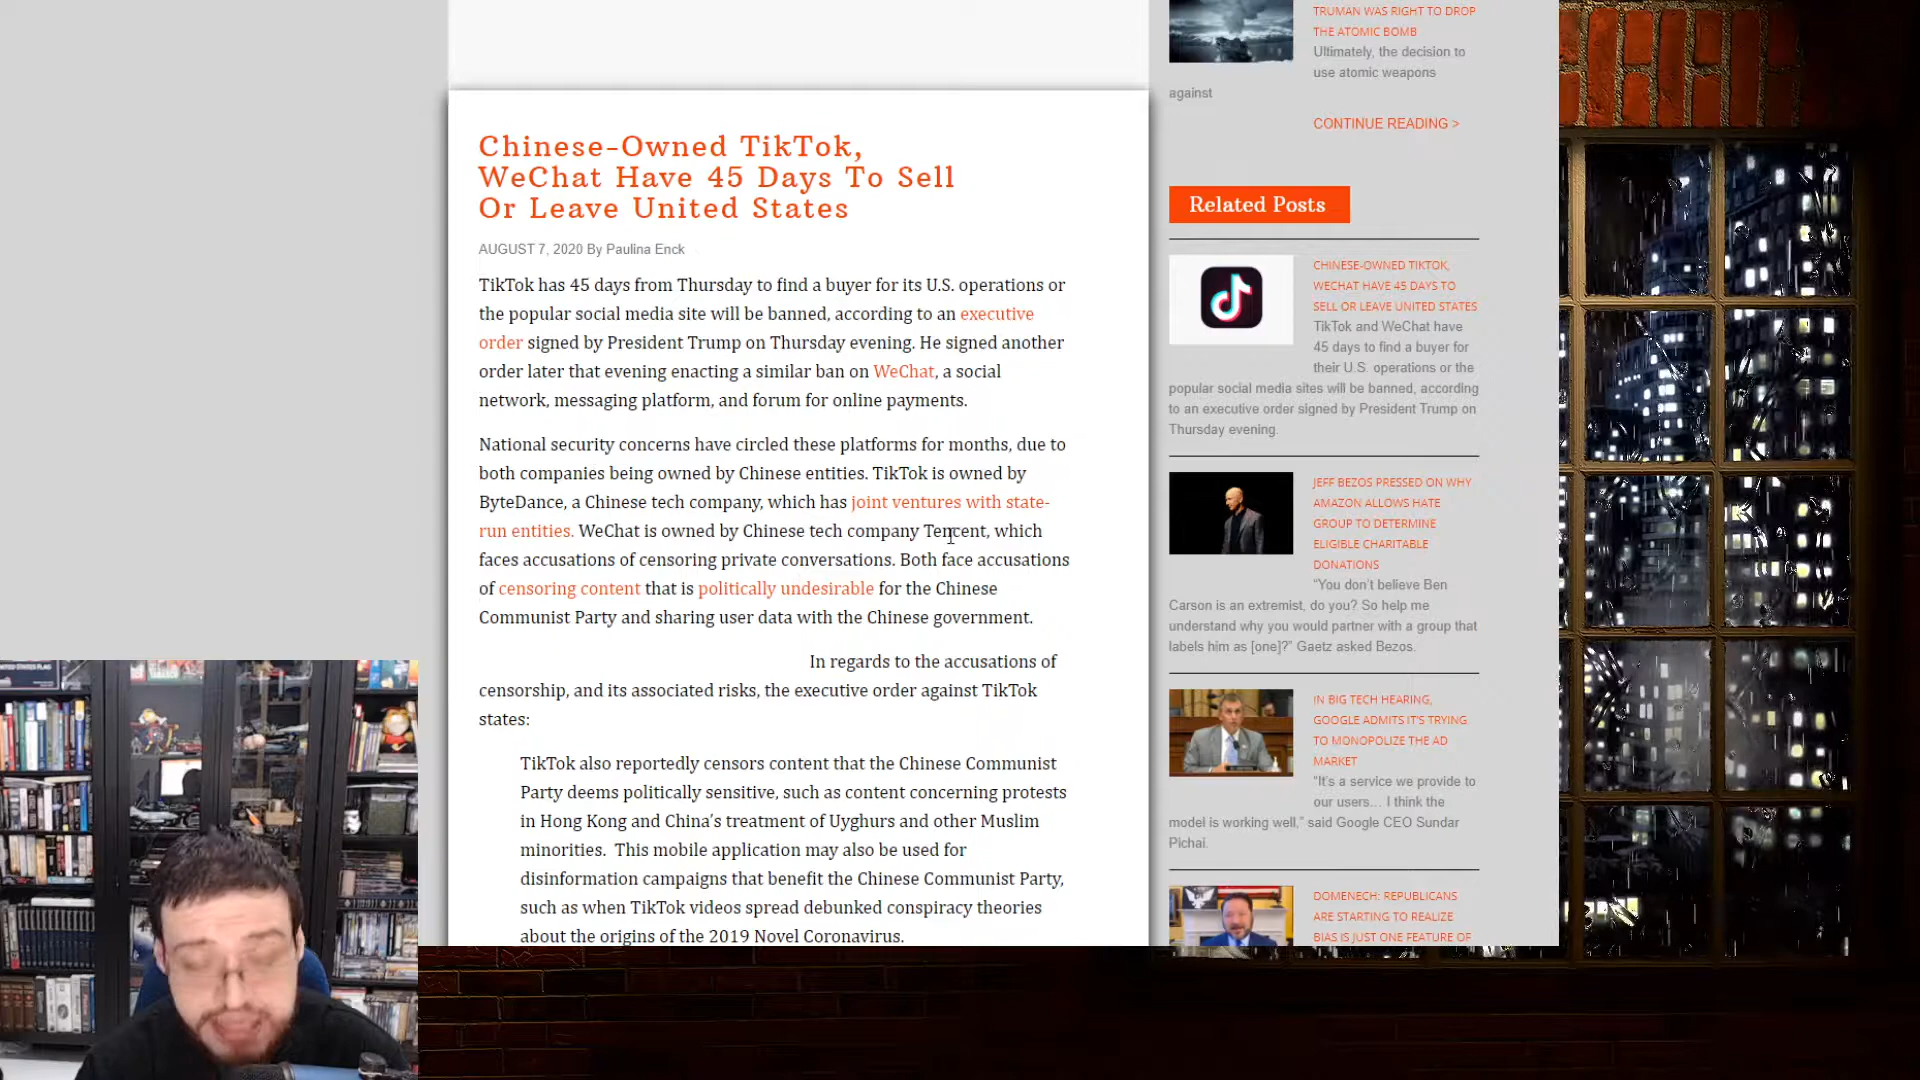 Chinese-Owned TikTok,
WeChat Have 45 Days To Sell
Or Leave United States
AUGUST 7, 2020 By Paulina Enck
TikTok has 45 days from Thursday to find a buyer for its U.S. operations or
the popular social media site will be banned, according to an executive
order signed by President Trump on Thursday evening. He signed another
order later that evening enacting a similar ban on WeChat, a social
network, messaging platform, and forum for online payments.
National security concerns have circled these platforms for months, due to
both companies being owned by Chinese entities. TikTok is owned by
ByteDance, a Chinese tech company, which has joint ventures with state-
run entities. WeChat is owned by Chinese tech company Tencent, which
faces accusations of censoring private conversations. Both face accusations
of censoring content that is politically undesirable for the Chinese
Communist Party and sharing user data with the Chinese government.
In regards to the accusations of
censorship, and its associated risks, the executive order against TikTok
states:
TikTok also reportedly censors content that the Chinese Communist
Party deems politically sensitive, such as content concerning protests
in Hong Kong and China's treatment of Uyghurs and other Muslim
minorities.  This mobile application may also be used for
disinformation campaigns that benefit the Chinese Communist Party,
such as when TikTok videos spread debunked conspiracy theories
about the origins of the 2019 Novel Coronavirus.
TRUMAN WAS RIGHT TO DROP
THE ATOMIC BOMB
Ultimately, the decision to
use atomic weapons
against
CONTINUE READING >
Related Posts
CHINESE-OWNED TIKTOK,
WECHAT HAVE 45 DAYS TO
SELL OR LEAVE UNITED STATES
TikTok and WeChat have
45 days to find a buyer for
their U.S. operations or the
popular social media sites will be banned, according
to an executive order signed by President Trump on
Thursday evening.
JEFF BEZOS PRESSED ON WHY
AMAZON ALLOWS HATE
GROUP TO DETERMINE
ELIGIBLE CHARITABLE
DONATIONS
“You don’t believe Ben
Carson is an extremist, do you? So help me
understand why you would partner with a group that
labels him as [one]?” Gaetz asked Bezos.
IN BIG TECH HEARING,
GOOGLE ADMITS IT’S TRYING
TO MONOPOLIZE THE AD
MARKET
“It’s a service we provide to
our users… I think the
model is working well,” said Google CEO Sundar
Pichai.
DOMENECH: REPUBLICANS
ARE STARTING TO REALIZE
BIAS IS JUST ONE FEATURE OF